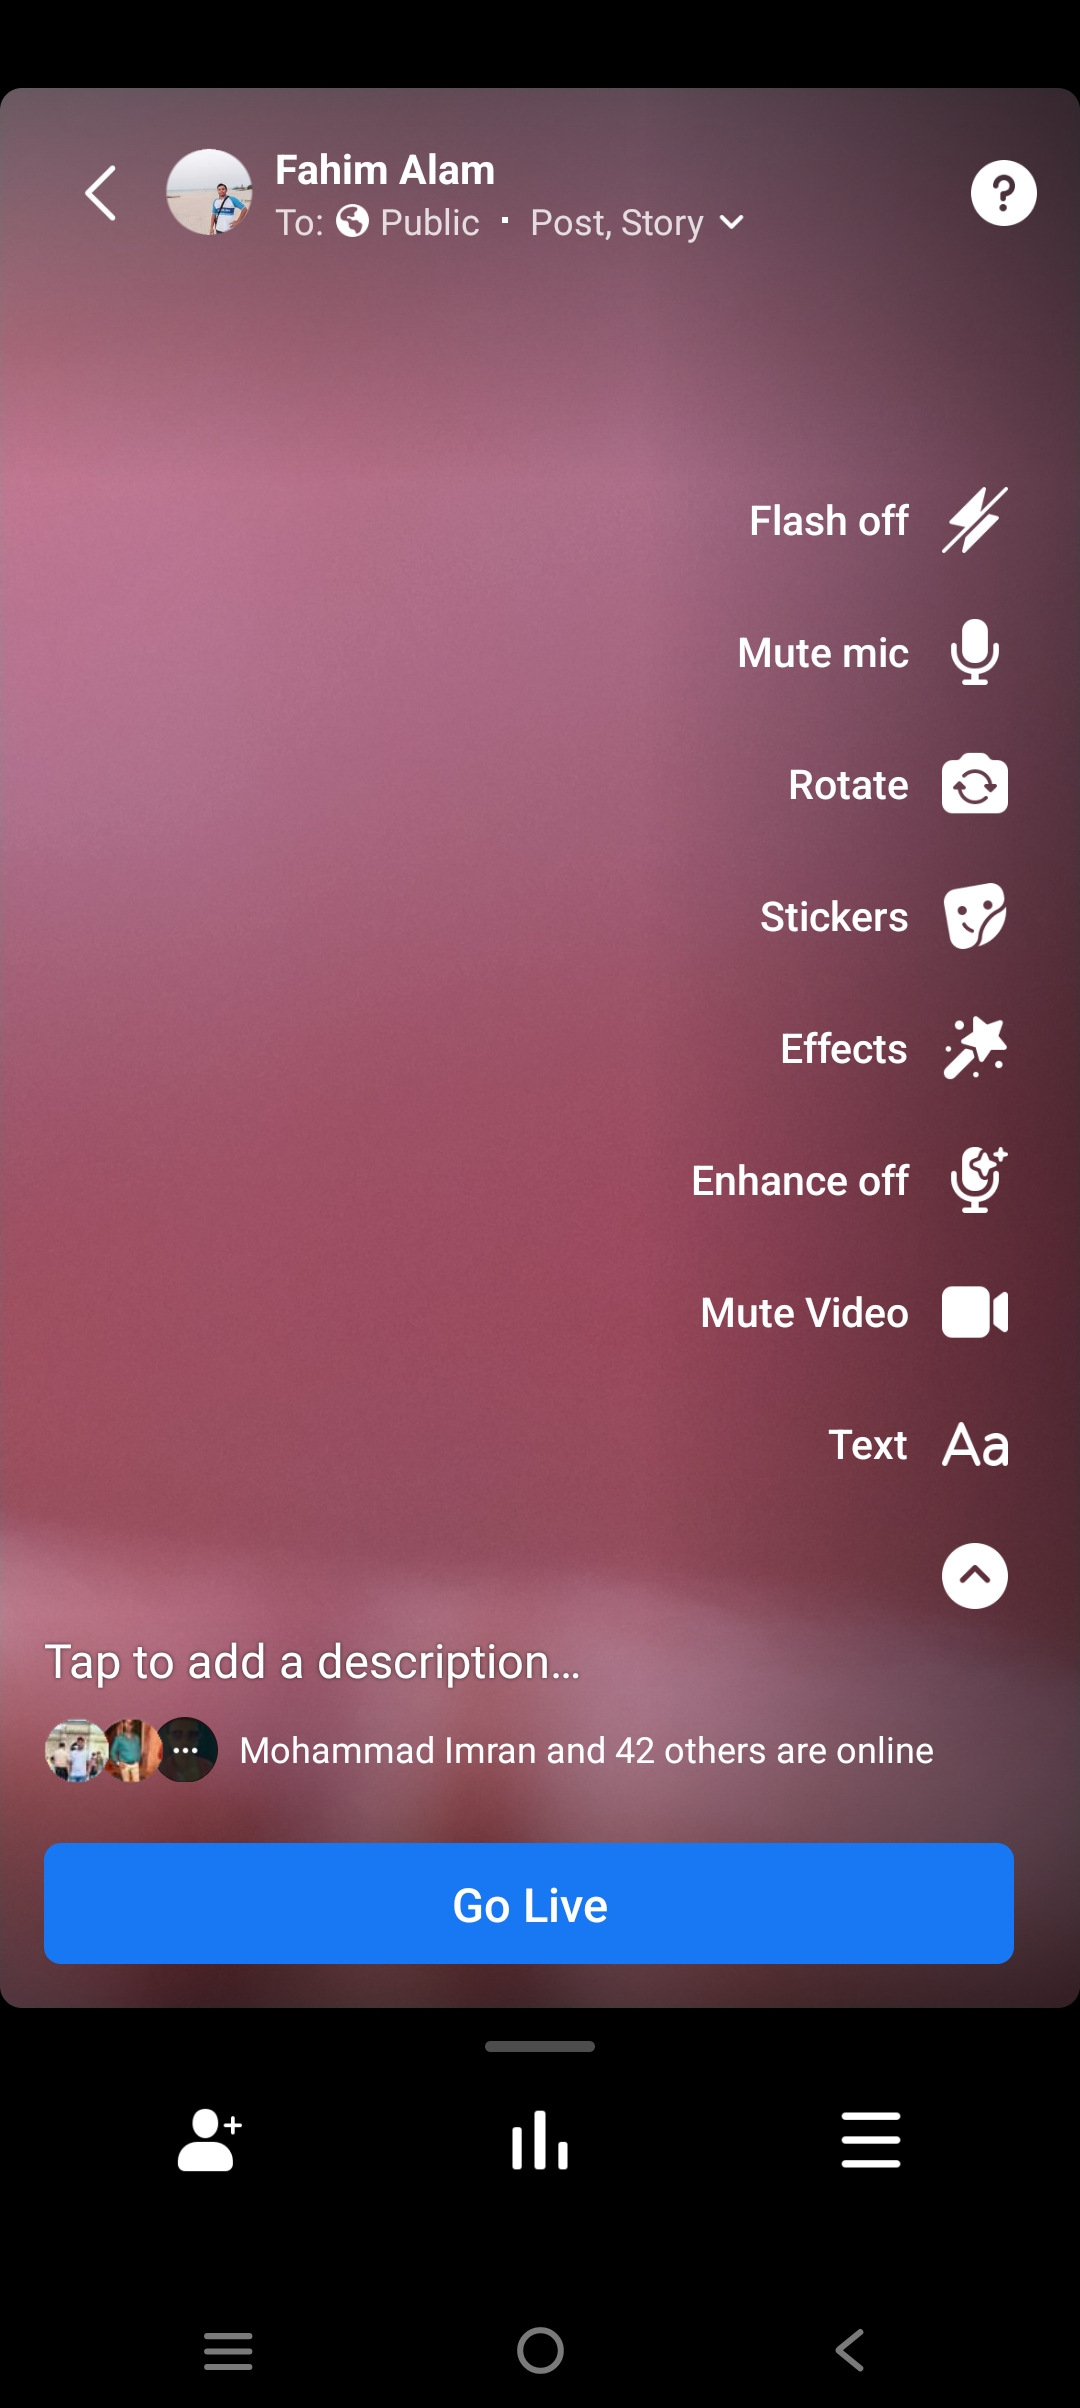 Fahim Alam
To: Public · Post, Story
Flash off
Mute mic
Rotate
Stickers
Effects
Enhance off
Mute Video
Text Aa
Tap to add a description...
Mohammad Imran and 42 others are online
Go Live